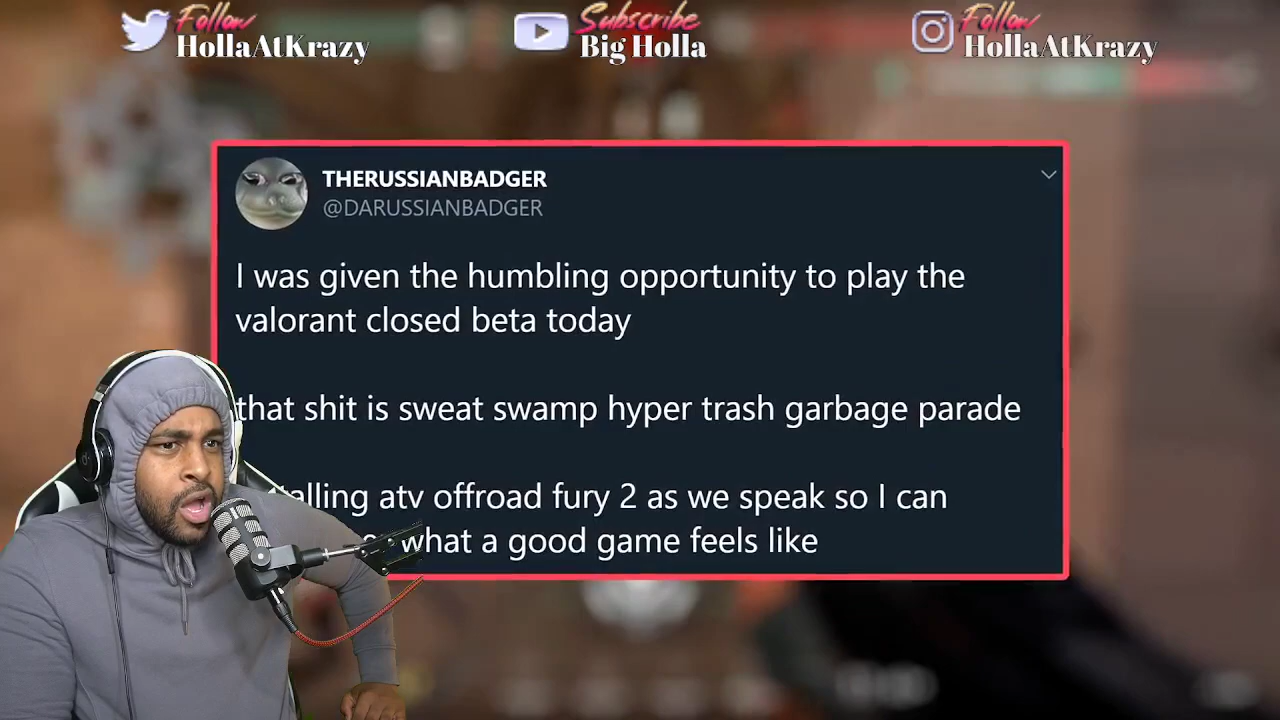 Follow
HollaAtKrazy
Subscribe
Big Holla
Follow
HollaAtKrazy
THERUSSIANBADGER
@DARUSSIANBADGER
I was given the humbling opportunity to play the
valorant closed beta today
that shit is sweat swamp hyper trash garbage parade
talling atv offroad fury 2 as we speak so I can
what a good game feels like